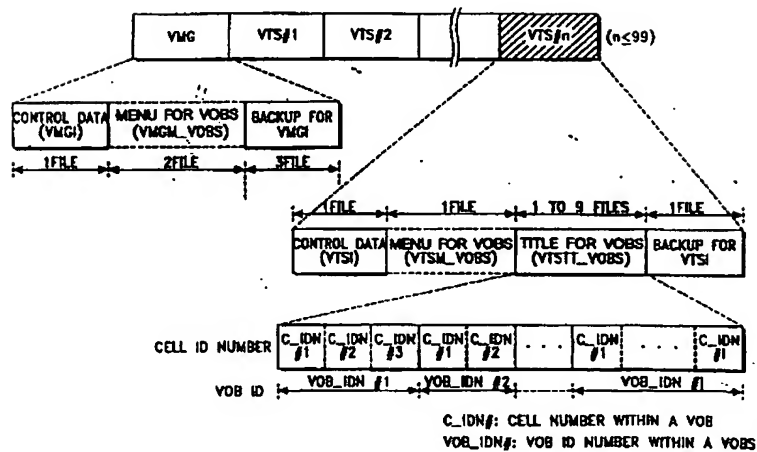 VMG VTS#1 VTS#2 VTS#n (n≤99)
CONTROL DATA (VMGI) MENU FOR VOBS (VMGM_VOBS) BACKUP FOR VMGI
1FILE 2FILE 3FILE
1FILE 1FILE 1 TO 9 FILES 1FILE
CONTROL DATA (VTSI) MENU FOR VOBS (VTSM_VOBS) TITLE FOR VOBS (VTSTT_VOBS) BACKUP FOR VTSI
CELL ID NUMBER C_IDN #1 C_IDN #2 C_IDN #3 C_IDN #1 C_IDN #2 ... C_IDN #1 ... C_IDN #I
VOB ID VOB_IDN #1 VOB_IDN #2 VOB_IDN #I
C_IDN#: CELL NUMBER WITHIN A VOB
VOB_IDN#: VOB ID NUMBER WITHIN A VOBS